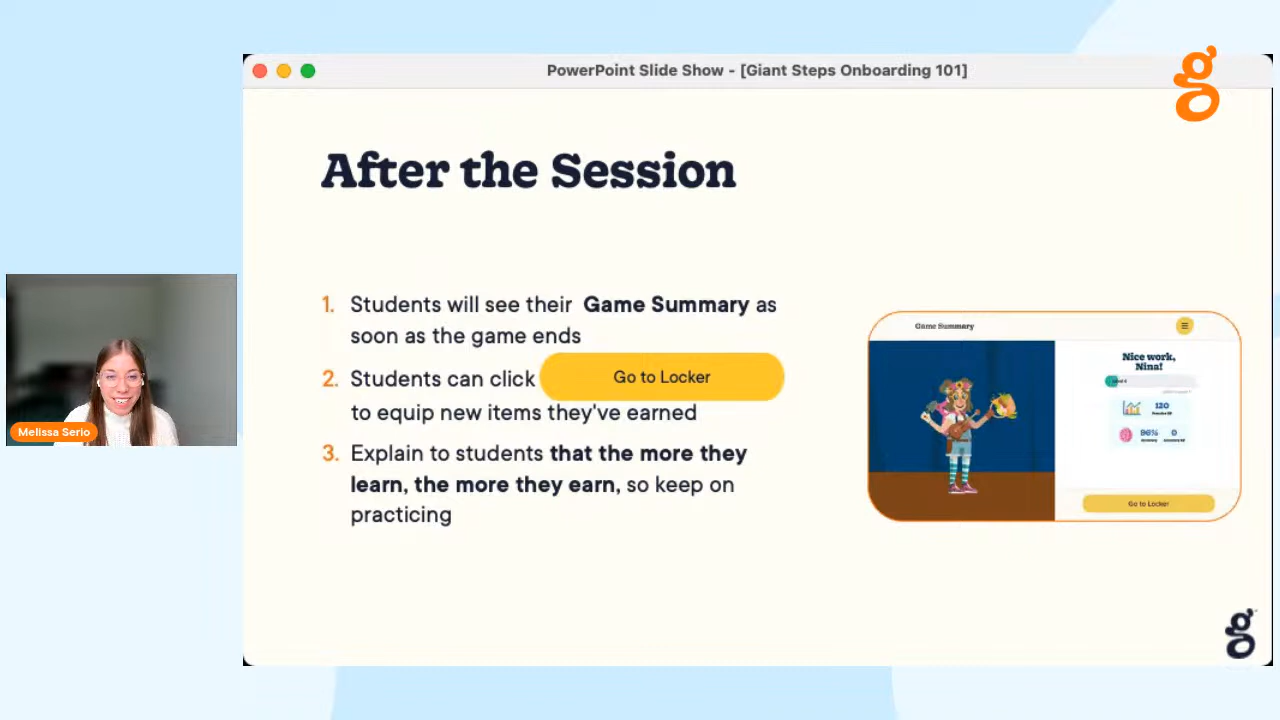 PowerPoint Slide Show - [Giant Steps Onboarding 101]
g
After the Session
1. Students will see their Game Summary as
soon as the game ends
2. Students can click Go to Locker
to equip new items they've earned
3. Explain to students that the more they
learn, the more they earn, so keep on
practicing
Game Summary
Nice work,
Nina!
120
96% 0
Go to Locker
Melissa Serio
g